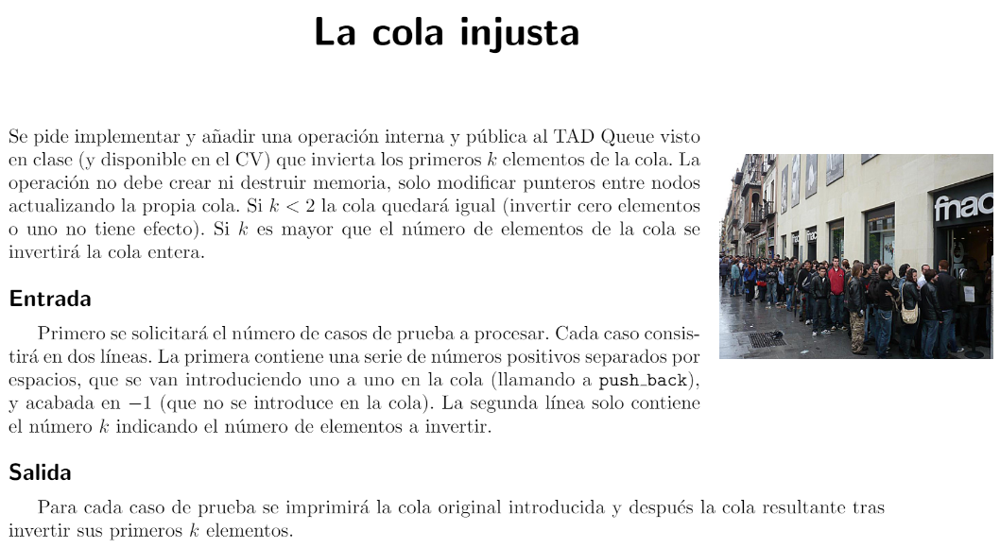 La cola injusta
Se pide implementar y añadir una operación interna y pública al TAD Queue visto
en clase (y disponible en el CV) que invierta los primeros k elementos de la cola. La
operación no debe crear ni destruir memoria, solo modificar punteros entre nodos
actualizando la propia cola. Si k < 2 la cola quedará igual (invertir cero elementos
o uno no tiene efecto). Si k es mayor que el número de elementos de la cola se
invertirá la cola entera.
fnac
fnac
fnac
Entrada
Primero se solicitará el número de casos de prueba a procesar. Cada caso consis-
tirá en dos líneas. La primera contiene una serie de números positivos separados por
espacios, que se van introduciendo uno a uno en la cola (llamando a push_back),
y acabada en −1 (que no se introduce en la cola). La segunda línea solo contiene
el número k indicando el número de elementos a invertir.
Salida
Para cada caso de prueba se imprimirá la cola original introducida y después la cola resultante tras
invertir sus primeros k elementos.